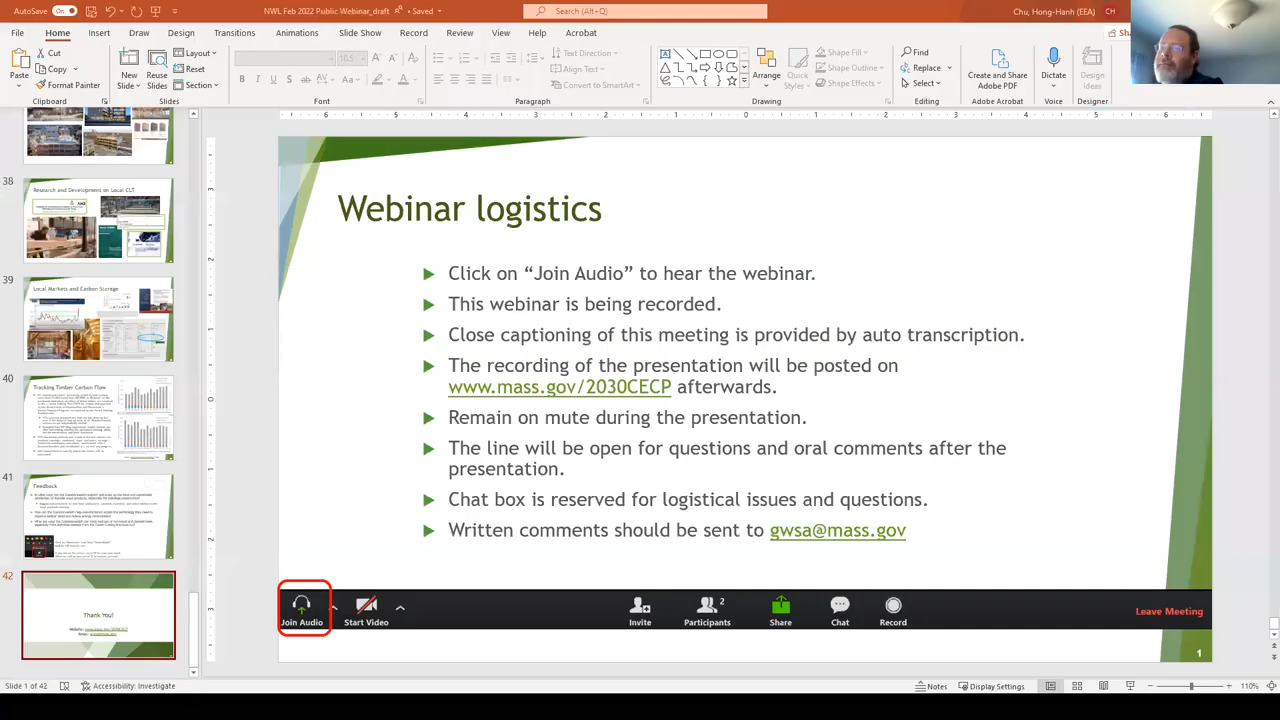 AutoSave On NWL Feb 2022 Public Webinar_draft • Saved Search (Alt+Q) Chu, Hong-Hanh (EEA) CH
File Home Insert Draw Design Transitions Animations Slide Show Record Review View Help Acrobat
Paste Cut Copy Format Painter
New Slides Reuse Slides Layout Reset Section
Text Direction Align Text Convert to SmartArt
Arrange Quick Styles Shape Fill Shape Outline Shape Effects
Find Replace Select
Create and Share Adobe PDF Dictate Design Ideas
Clipboard Slides Font Paragraph Drawing Editing Adobe Acrobat Voice Designer
38
Research and Development on Local CLT
39
Local Markets and Carbon Storage
40
Tracking Timber Carbon Flow
41
Feedback
42
Thank You!
Webinar logistics
Click on “Join Audio” to hear the webinar.
This webinar is being recorded.
Close captioning of this meeting is provided by auto transcription.
The recording of the presentation will be posted on
www.mass.gov/2030CECP afterwards.
Remain on mute during the presentation.
The line will be open for questions and oral comments after the
presentation.
Chat box is reserved for logistical issues and questions.
Written comments should be sent to gwsa@mass.gov
Join Audio Start Video Invite Participants 2 Share Chat Record Leave Meeting
1
Slide 1 of 42 Accessibility: Investigate Notes Display Settings 110%